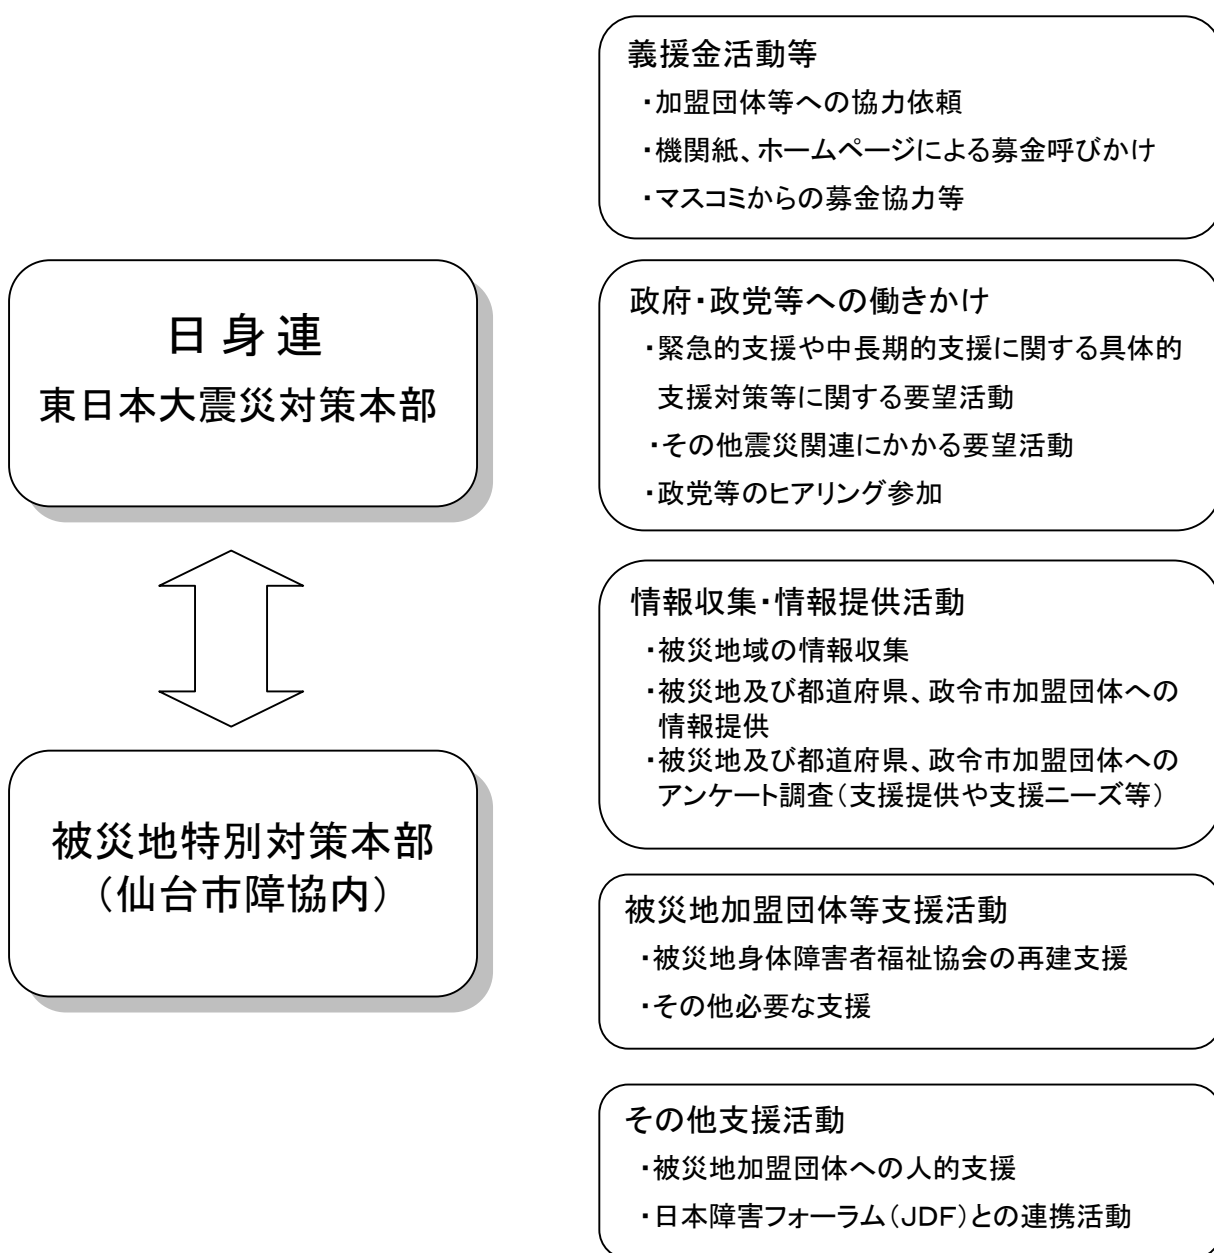 日身連
東日本大震災対策本部
被災地特別対策本部
（仙台市障協内）
義援金活動等
・加盟団体等への協力依頼
・機関紙、ホームページによる募金呼びかけ
・マスコミからの募金協力等
政府・政党等への働きかけ
・緊急的支援や中長期的支援に関する具体的
支援対策等に関する要望活動
・その他震災関連にかかる要望活動
・政党等のヒアリング参加
情報収集・情報提供活動
・被災地域の情報収集
・被災地及び都道府県、政令市加盟団体への
情報提供
・被災地及び都道府県、政令市加盟団体への
アンケート調査（支援提供や支援ニーズ等）
被災地加盟団体等支援活動
・被災地身体障害者福祉協会の再建支援
・その他必要な支援
その他支援活動
・被災地加盟団体への人的支援
・日本障害フォーラム（JDF）との連携活動